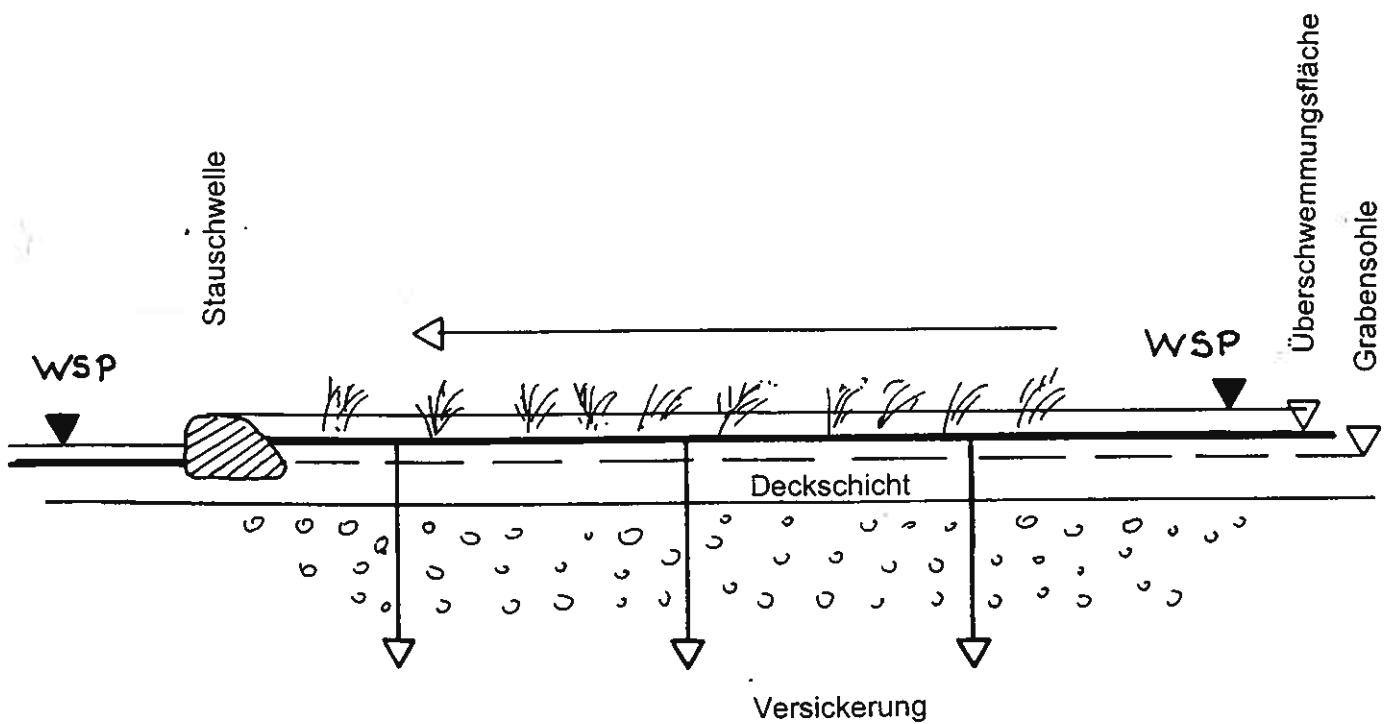 Stauschwelle
Überschwemmungsfläche
Grabensohle
WSP
WSP
Deckschicht
Versickerung